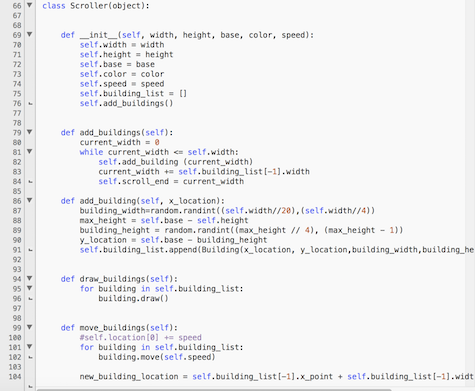 66 class Scroller(object):
67
68
69 def __init__(self, width, height, base, color, speed):
70 self.width = width
71 self.height = height
72 self.base = base
73 self.color = color
74 self.speed = speed
75 self.building_list = []
76 self.add_buildings()
77
78
79 def add_buildings(self):
80 current_width = 0
81 while current_width <= self.width:
82 self.add_building (current_width)
83 current_width += self.building_list[-1].width
84 self.scroll_end = current_width
85
86 def add_building(self, x_location):
87 building_width=random.randint((self.width//20),(self.width//4))
88 max_height = self.base - self.height
89 building_height = random.randint((max_height // 4), (max_height - 1))
90 y_location = self.base - building_height
91 self.building_list.append(Building(x_location, y_location,building_width,building_he
92
93
94 def draw_buildings(self):
95 for building in self.building_list:
96 building.draw()
97
98
99 def move_buildings(self):
100 #self.location[0] += speed
101 for building in self.building_list:
102 building.move(self.speed)
103
104 new_building_location = self.building_list[-1].x_point + self.building_list[-1].widt